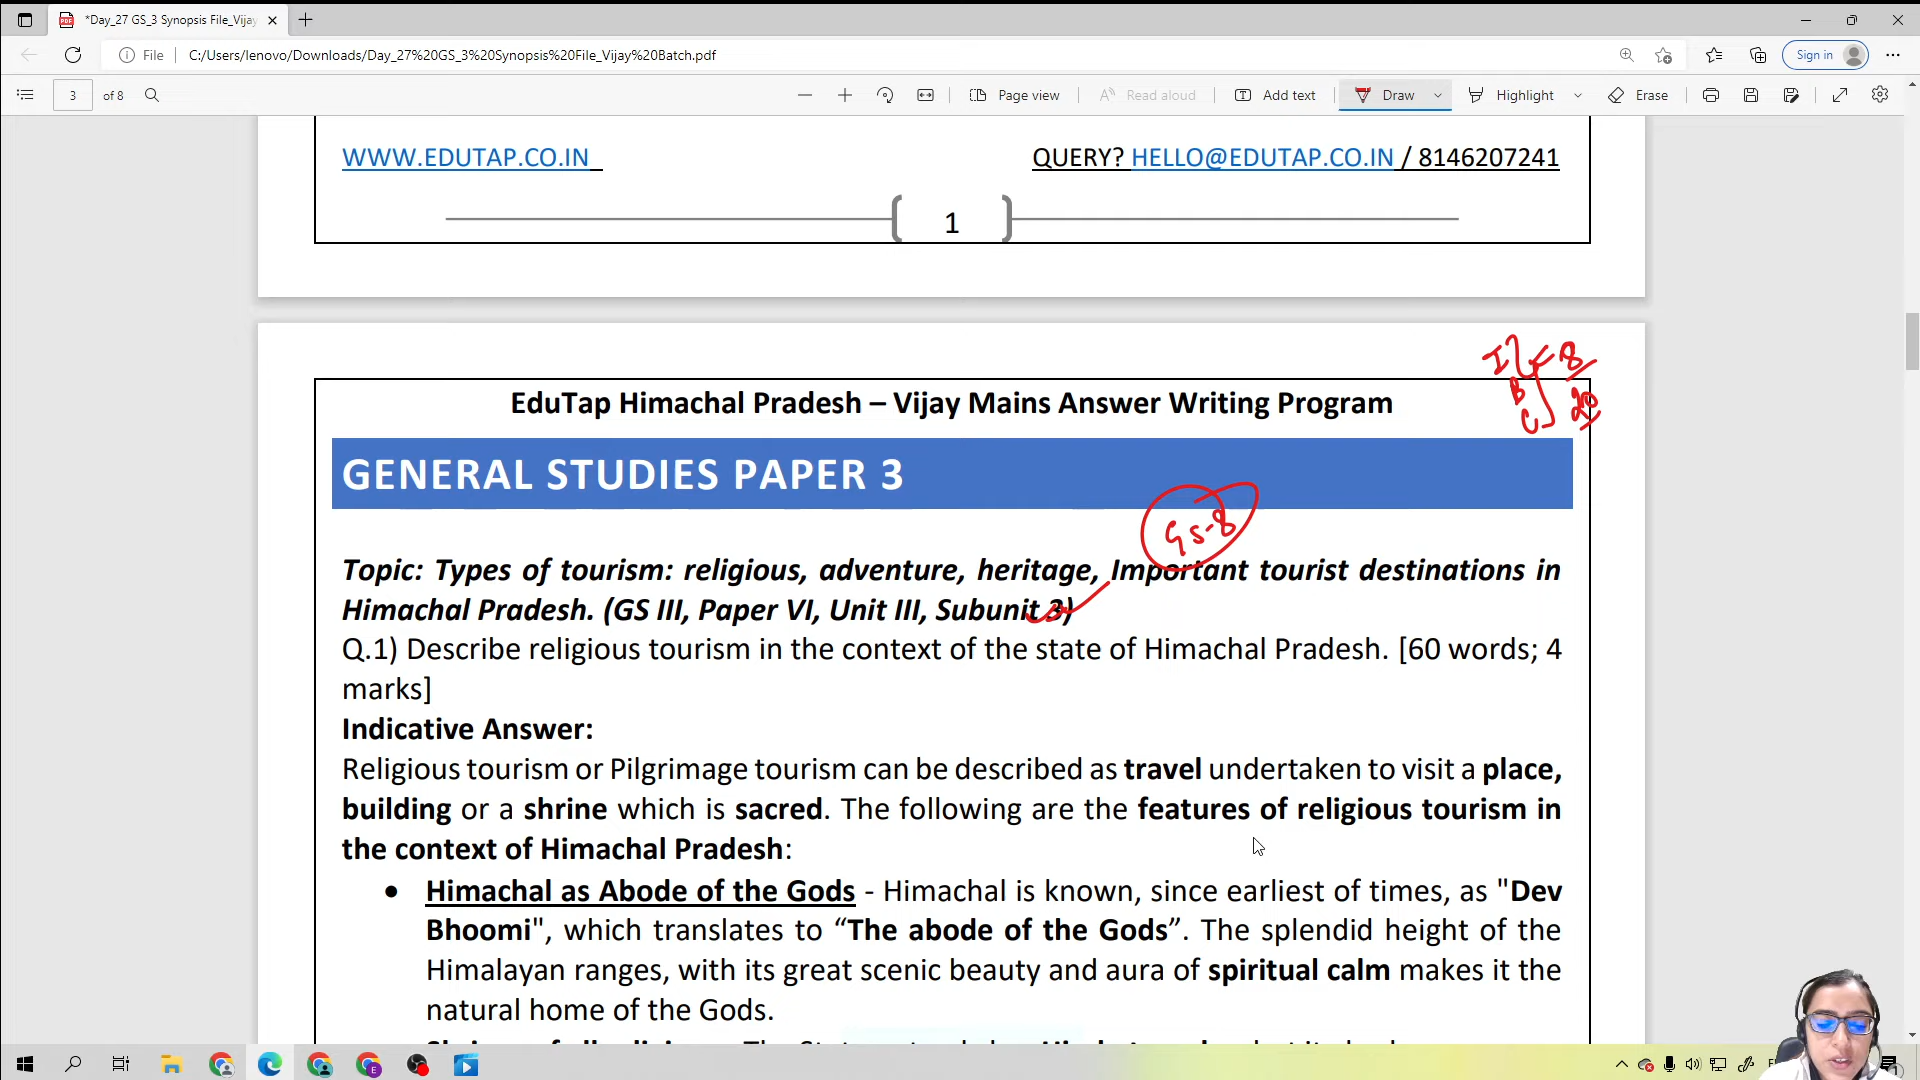 *Day_27 GS_3 Synopsis File_Vijay
File C:/Users/lenovo/Downloads/Day_27%20GS_3%20Synopsis%20File_Vijay%20Batch.pdf
Sign in
3 of 8
Page view
Read aloud
Add text
Draw
Highlight
Erase
WWW.EDUTAP.CO.IN QUERY? HELLO@EDUTAP.CO.IN / 8146207241
1
I 8
B 20
C
EduTap Himachal Pradesh – Vijay Mains Answer Writing Program
GENERAL STUDIES PAPER 3
GS-8
Topic: Types of tourism: religious, adventure, heritage, Important tourist destinations in
Himachal Pradesh. (GS III, Paper VI, Unit III, Subunit 3)
Q.1) Describe religious tourism in the context of the state of Himachal Pradesh. [60 words; 4
marks]
Indicative Answer:
Religious tourism or Pilgrimage tourism can be described as travel undertaken to visit a place,
building or a shrine which is sacred. The following are the features of religious tourism in
the context of Himachal Pradesh:
• Himachal as Abode of the Gods - Himachal is known, since earliest of times, as "Dev
Bhoomi", which translates to “The abode of the Gods”. The splendid height of the
Himalayan ranges, with its great scenic beauty and aura of spiritual calm makes it the
natural home of the Gods.